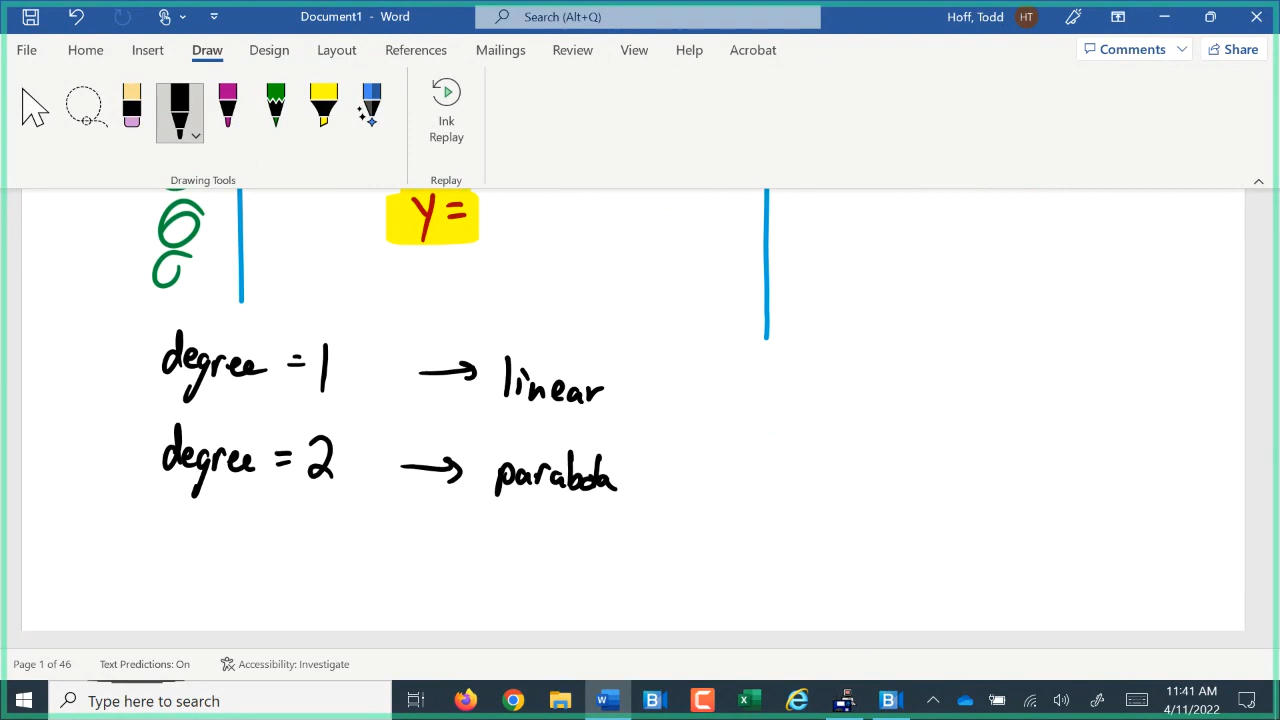 Document1 - Word
Search (Alt+Q)
Hoff, Todd
HT
File Home Insert Draw Design Layout References Mailings Review View Help Acrobat
Comments
Share
Ink
Replay
Drawing Tools
Replay
y =
6
degree = 1 → linear
degree = 2 → parabola
Page 1 of 46
Text Predictions: On
Accessibility: Investigate
Type here to search
11:41 AM
4/11/2022